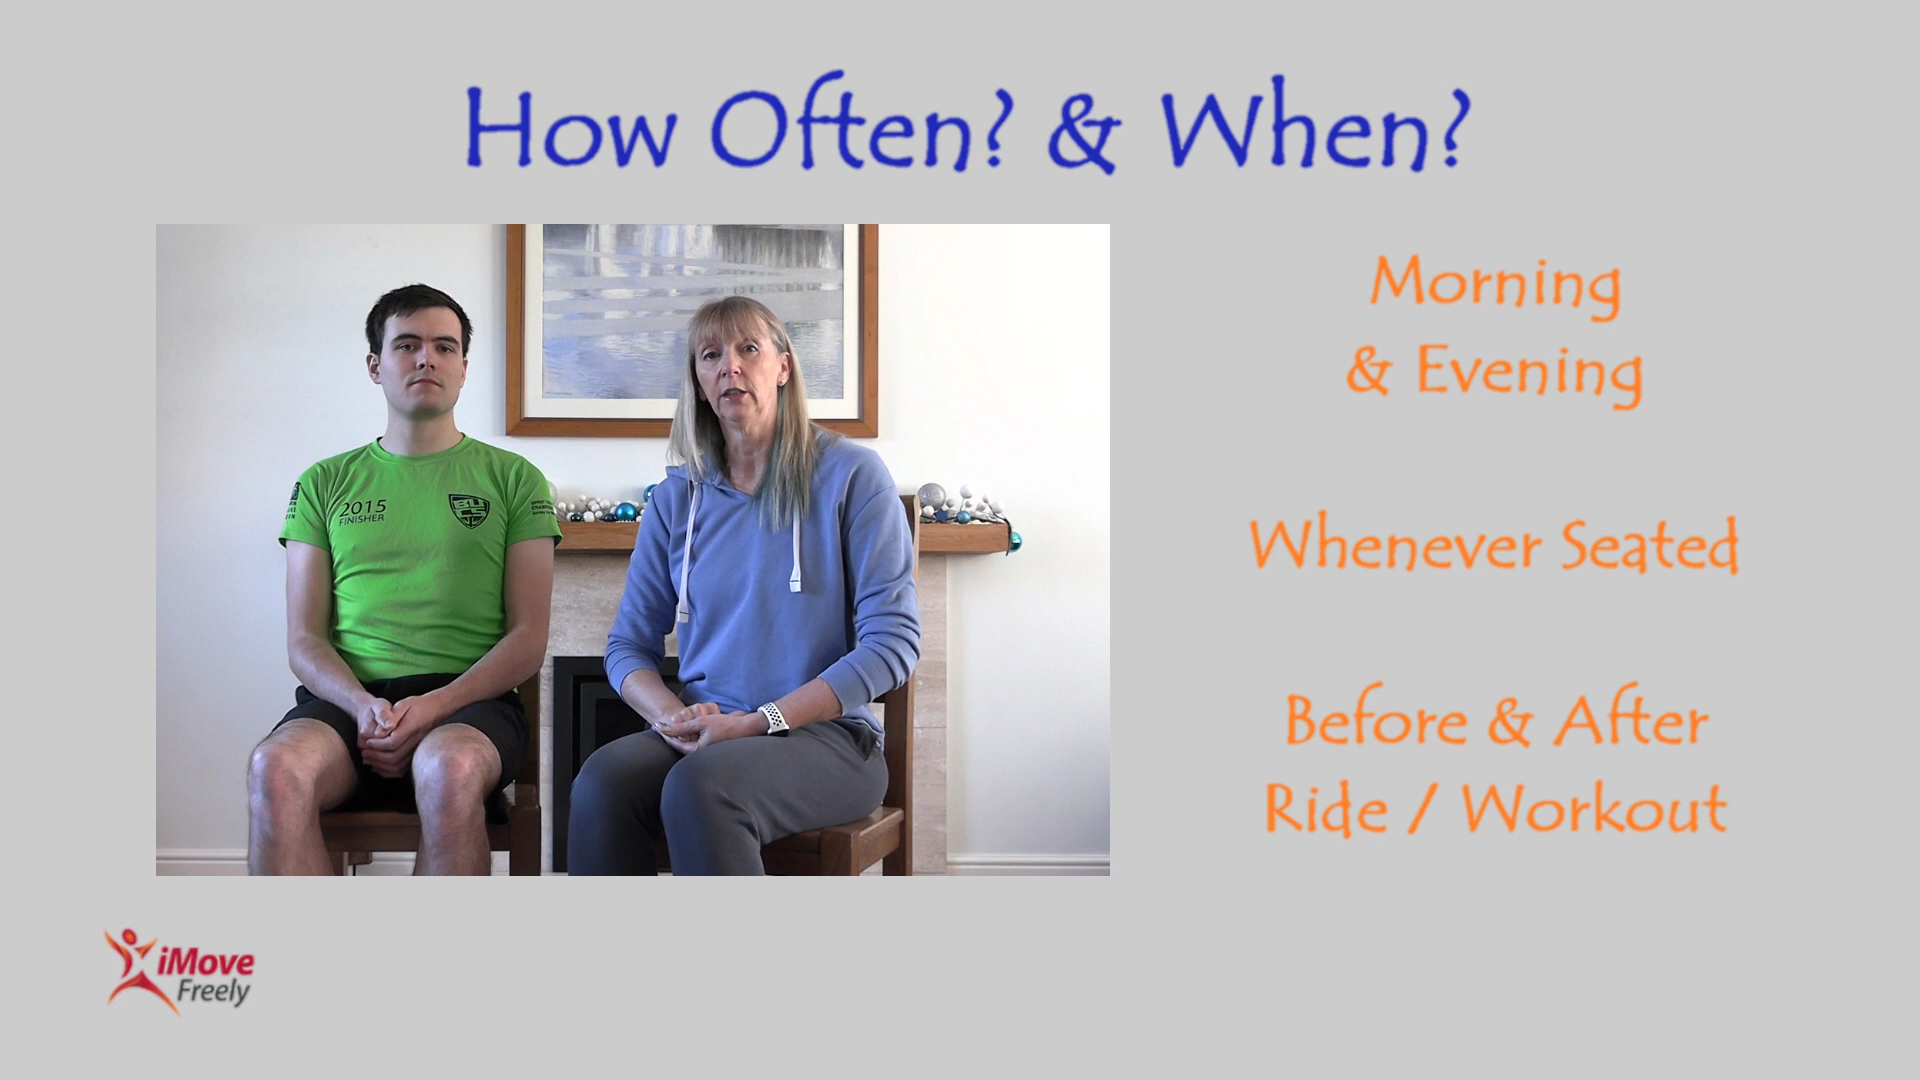 How Often? & When?
Morning
& Evening
Whenever Seated
Before & After
Ride / Workout
2015
FINISHER
iMove
Freely